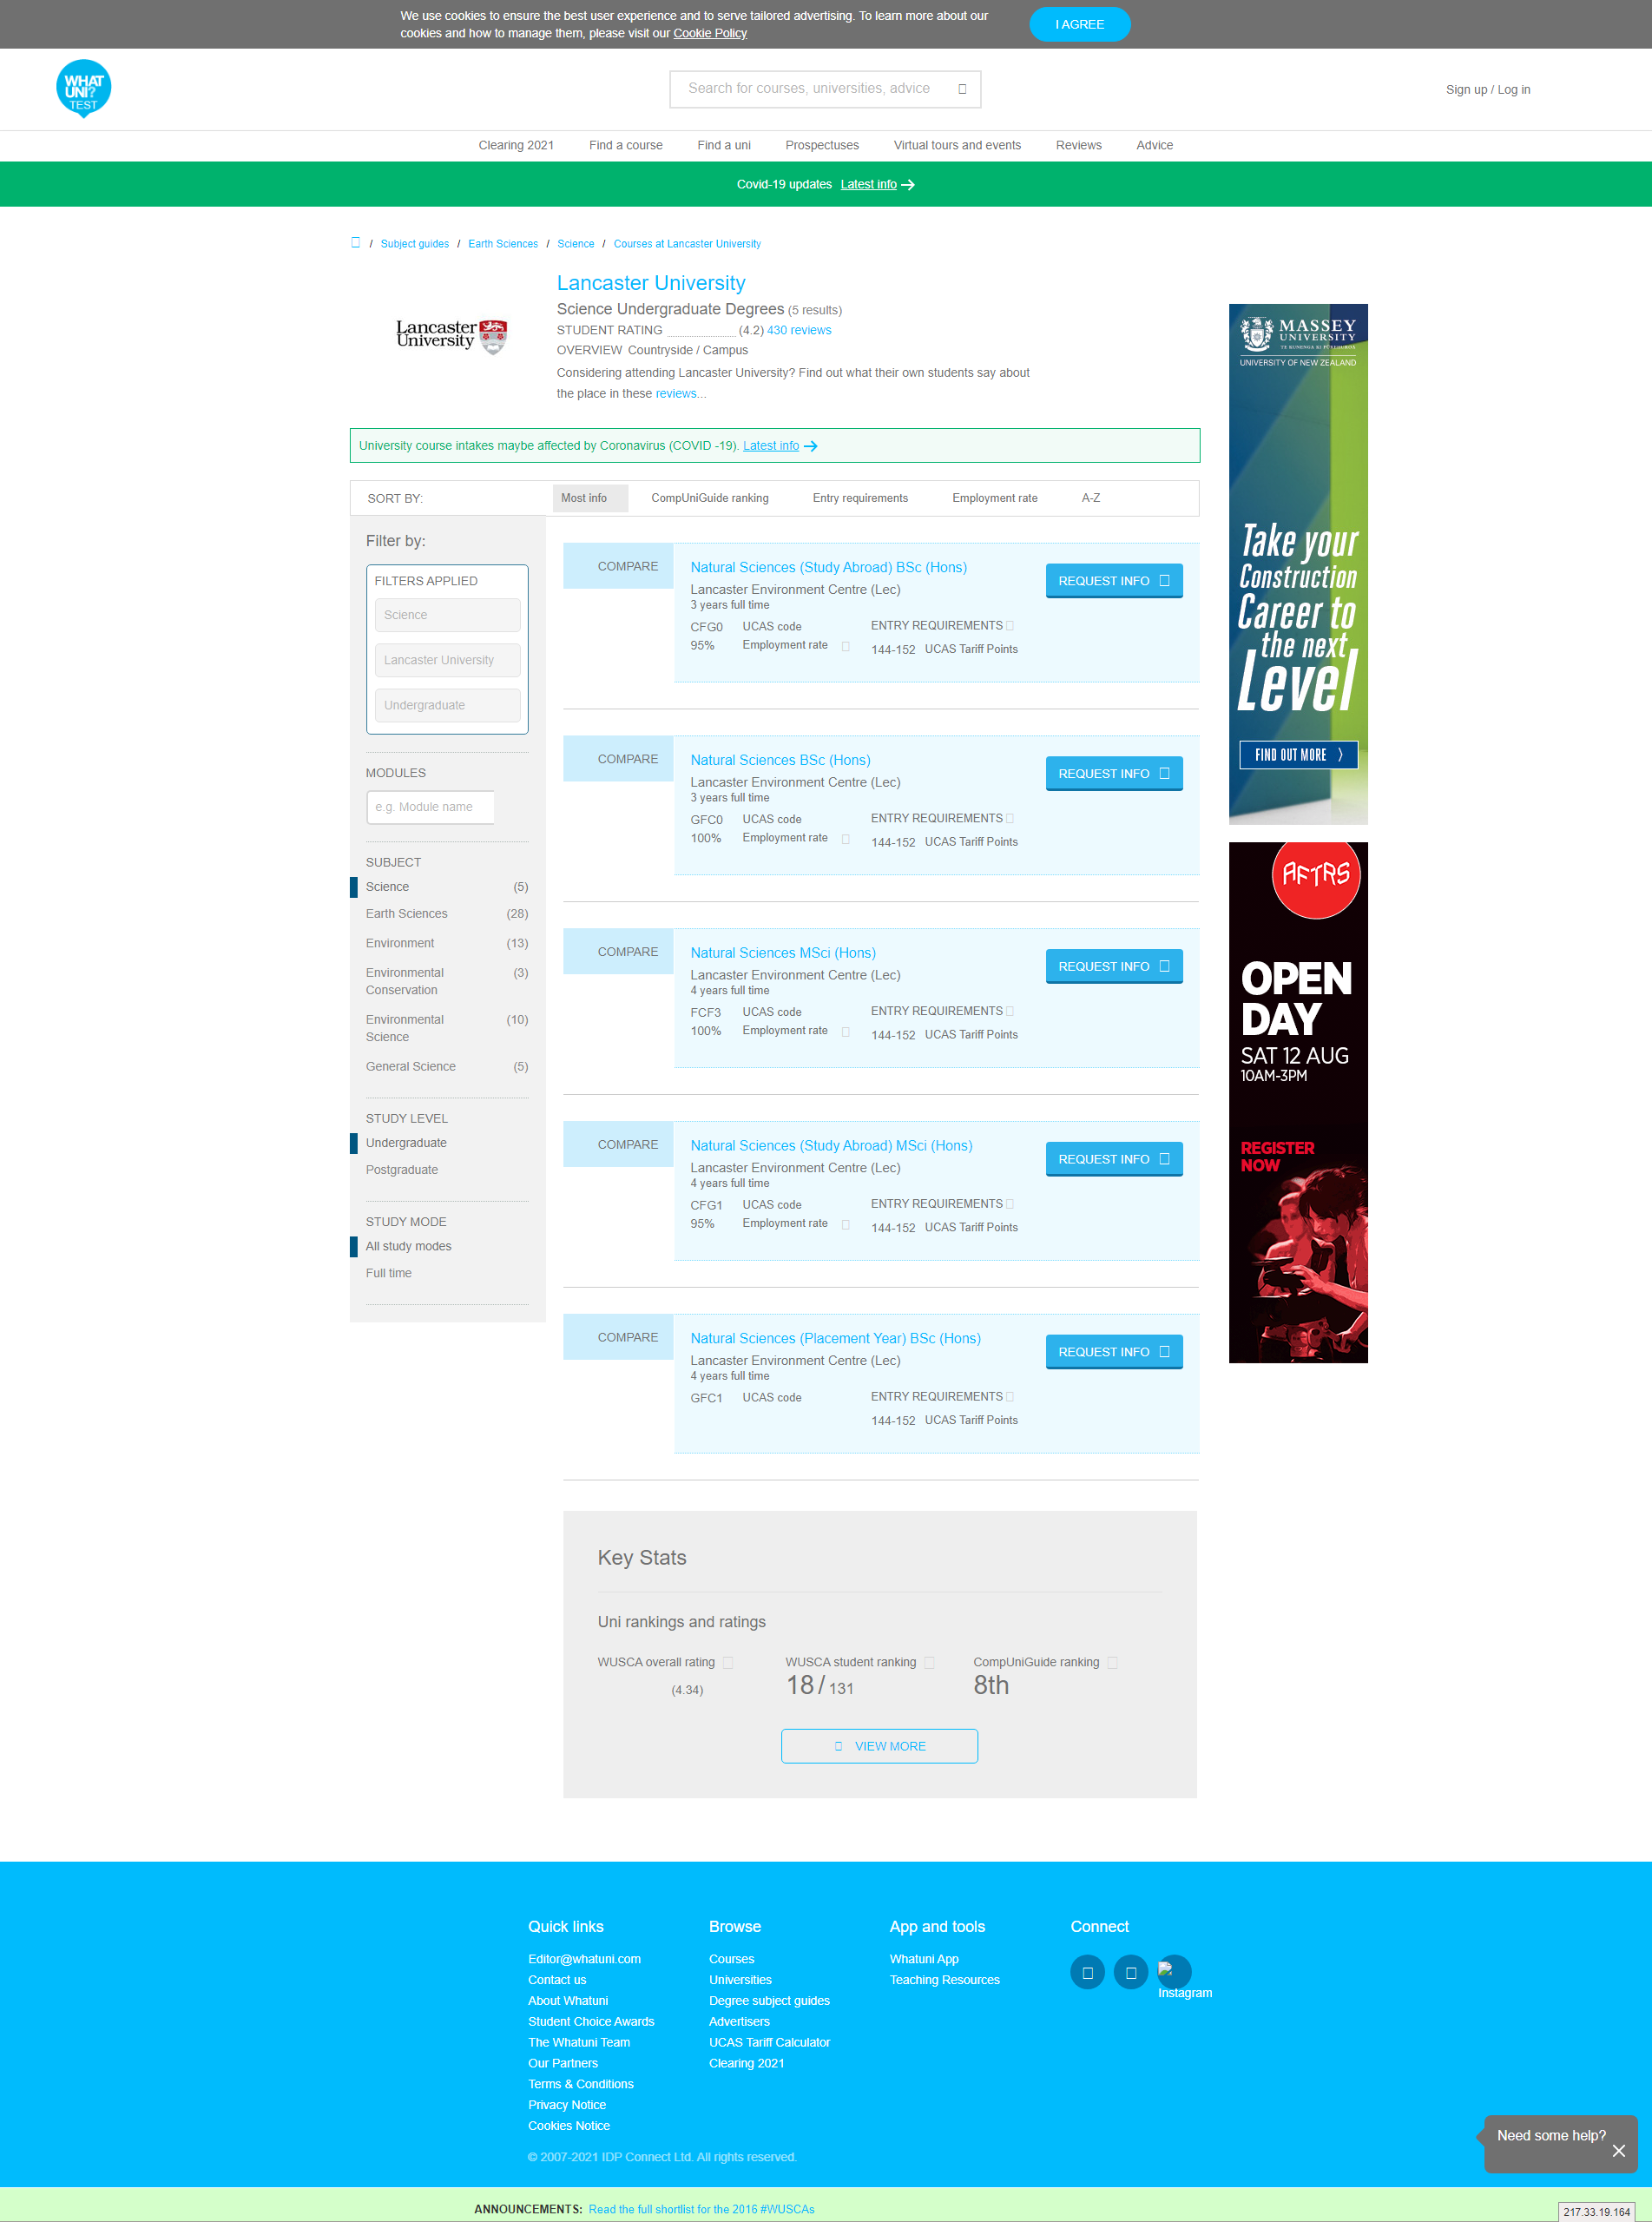 We use cookies to ensure the best user experience and to serve tailored advertising. To learn more about our
cookies and how to manage them, please visit our Cookie Policy
I AGREE
WHAT
UNI?
TEST
Search for courses, universities, advice
Sign up / Log in
Clearing 2021 Find a course Find a uni Prospectuses Virtual tours and events Reviews Advice
Covid-19 updates Latest info
/ Subject guides / Earth Sciences / Science / Courses at Lancaster University
Lancaster
University
Lancaster University
Science Undergraduate Degrees (5 results)
STUDENT RATING (4.2) 430 reviews
OVERVIEW Countryside / Campus
Considering attending Lancaster University? Find out what their own students say about
the place in these reviews...
University course intakes maybe affected by Coronavirus (COVID -19). Latest info
SORT BY: Most info CompUniGuide ranking Entry requirements Employment rate A-Z
Filter by:
FILTERS APPLIED
Science
Lancaster University
Undergraduate
MODULES
e.g. Module name
SUBJECT
Science (5)
Earth Sciences (28)
Environment (13)
Environmental (3)
Conservation
Environmental (10)
Science
General Science (5)
STUDY LEVEL
Undergraduate
Postgraduate
STUDY MODE
All study modes
Full time
COMPARE
Natural Sciences (Study Abroad) BSc (Hons)
REQUEST INFO
Lancaster Environment Centre (Lec)
3 years full time
CFG0 UCAS code ENTRY REQUIREMENTS
95% Employment rate 144-152 UCAS Tariff Points
COMPARE
Natural Sciences BSc (Hons)
REQUEST INFO
Lancaster Environment Centre (Lec)
3 years full time
GFC0 UCAS code ENTRY REQUIREMENTS
100% Employment rate 144-152 UCAS Tariff Points
COMPARE
Natural Sciences MSci (Hons)
REQUEST INFO
Lancaster Environment Centre (Lec)
4 years full time
FCF3 UCAS code ENTRY REQUIREMENTS
100% Employment rate 144-152 UCAS Tariff Points
COMPARE
Natural Sciences (Study Abroad) MSci (Hons)
REQUEST INFO
Lancaster Environment Centre (Lec)
4 years full time
CFG1 UCAS code ENTRY REQUIREMENTS
95% Employment rate 144-152 UCAS Tariff Points
COMPARE
Natural Sciences (Placement Year) BSc (Hons)
REQUEST INFO
Lancaster Environment Centre (Lec)
4 years full time
GFC1 UCAS code ENTRY REQUIREMENTS
144-152 UCAS Tariff Points
MASSEY
UNIVERSITY
TE KUNENGA KI PŪREHUROA
UNIVERSITY OF NEW ZEALAND
Take your
Construction
Career to
the next
Level
FIND OUT MORE
AFTRS
OPEN
DAY
SAT 12 AUG
10AM-3PM
REGISTER
NOW
Key Stats
Uni rankings and ratings
WUSCA overall rating WUSCA student ranking CompUniGuide ranking
(4.34) 18 / 131 8th
VIEW MORE
Quick links
Editor@whatuni.com
Contact us
About Whatuni
Student Choice Awards
The Whatuni Team
Our Partners
Terms & Conditions
Privacy Notice
Cookies Notice
Browse
Courses
Universities
Degree subject guides
Advertisers
UCAS Tariff Calculator
Clearing 2021
App and tools
Whatuni App
Teaching Resources
Connect
Instagram
© 2007-2021 IDP Connect Ltd. All rights reserved.
Need some help?
ANNOUNCEMENTS: Read the full shortlist for the 2016 #WUSCAs
217.33.19.164